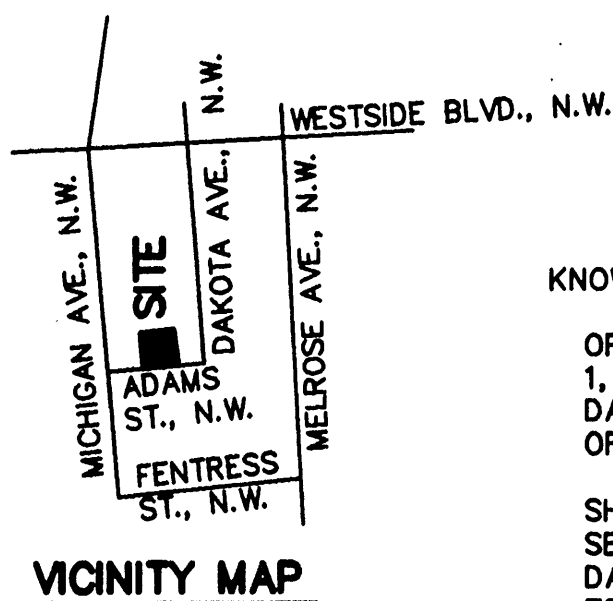 WESTSIDE BLVD., N.W.
N.W.
MICHIGAN AVE., N.W.
SITE
DAKOTA AVE.,
MELROSE AVE., N.W.
ADAMS
ST., N.W.
FENTRESS
ST., N.W.
VICINITY MAP
KNOW
OF
1,
DA
OF
SH
SE
DA